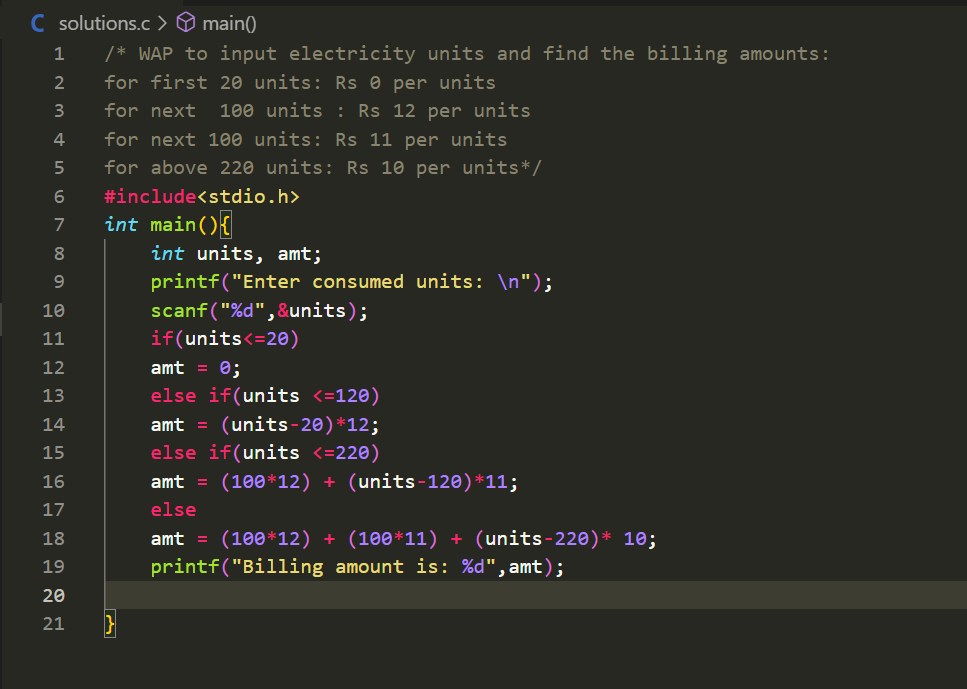 C solutions.c > main()
1 /* WAP to input electricity units and find the billing amounts:
2 for first 20 units: Rs 0 per units
3 for next  100 units : Rs 12 per units
4 for next 100 units: Rs 11 per units
5 for above 220 units: Rs 10 per units*/
6 #include<stdio.h>
7 int main(){
8     int units, amt;
9     printf("Enter consumed units: \n");
10     scanf("%d",&units);
11     if(units<=20)
12     amt = 0;
13     else if(units <=120)
14     amt = (units-20)*12;
15     else if(units <=220)
16     amt = (100*12) + (units-120)*11;
17     else
18     amt = (100*12) + (100*11) + (units-220)* 10;
19     printf("Billing amount is: %d",amt);
20
21 }